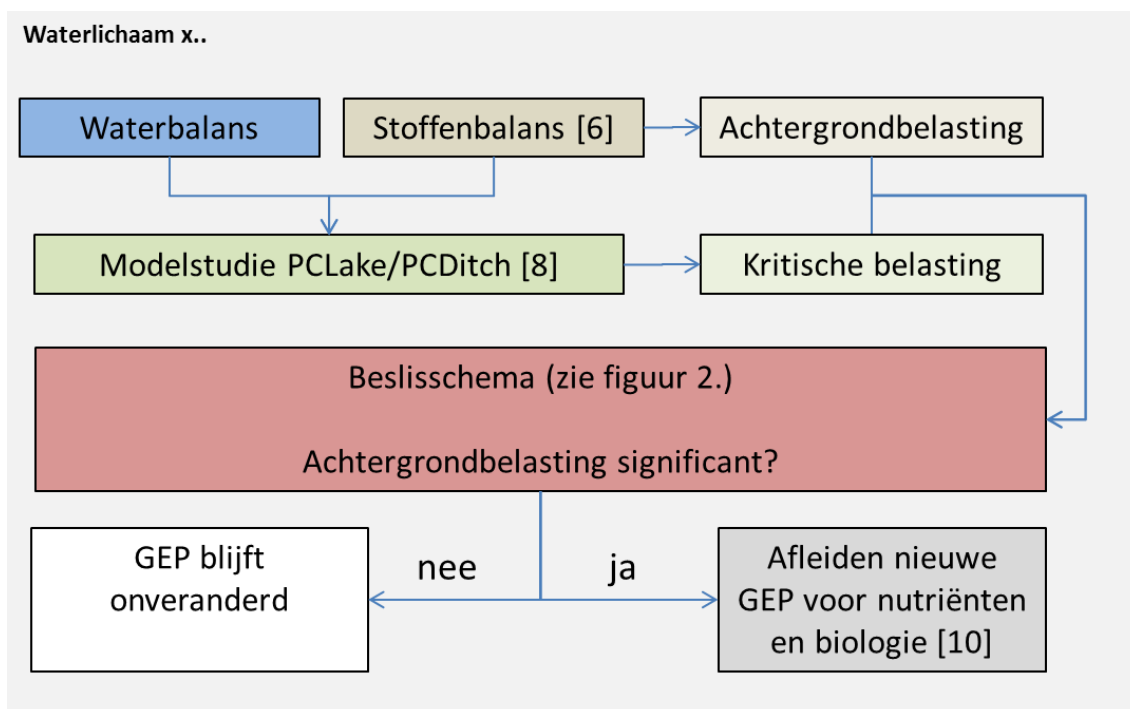 Waterlichaam x..
Waterbalans
Stoffenbalans [6]
Achtergrondbelasting
Modelstudie PCLake/PCDitch [8]
Kritische belasting
Beslisschema (zie figuur 2.)
Achtergrondbelasting significant?
GEP blijft
onveranderd
nee
ja
Afleiden nieuwe
GEP voor nutriënten
en biologie [10]